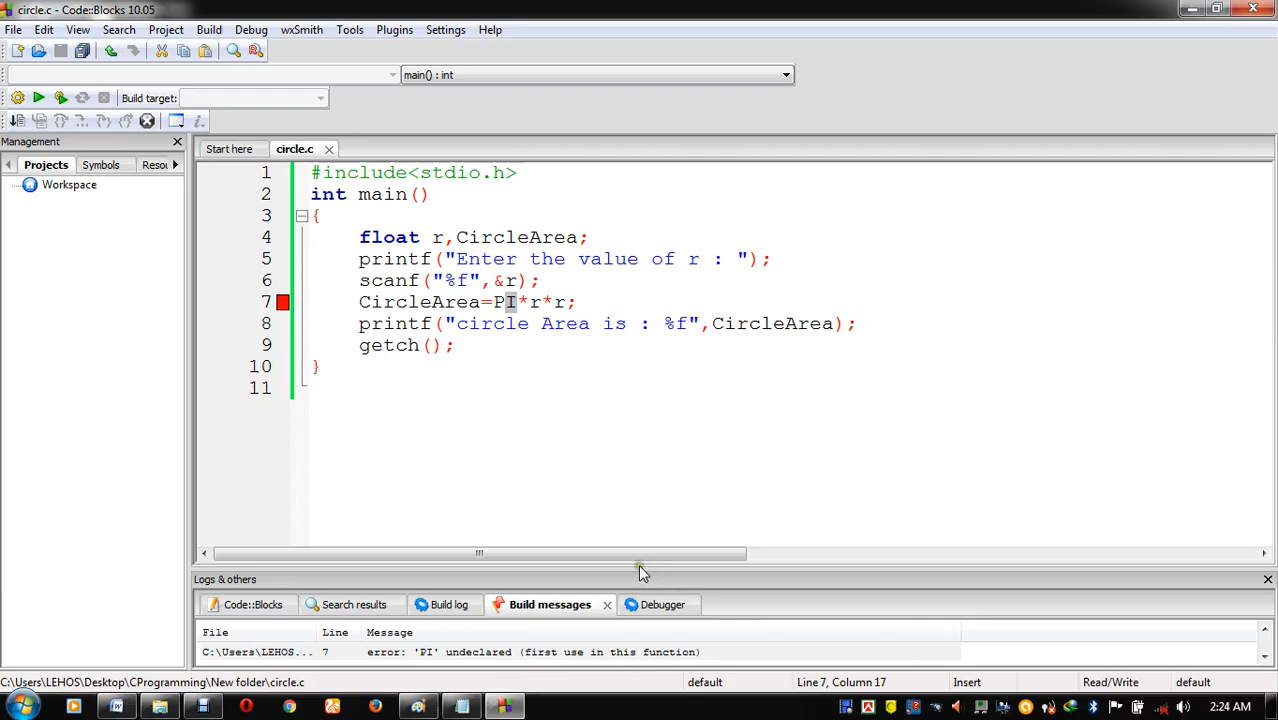 circle.c - Code::Blocks 10.05
File Edit View Search Project Build Debug wxSmith Tools Plugins Settings Help
main() : int
Build target:
Management
Projects Symbols Resou
Workspace
Start here circle.c
1 #include<stdio.h>
2 int main()
3 {
4 float r,CircleArea;
5 printf("Enter the value of r : ");
6 scanf("%f",&r);
7 CircleArea=PI*r*r;
8 printf("circle Area is : %f",CircleArea);
9 getch();
10 }
11
Logs & others
Code::Blocks Search results Build log Build messages Debugger
File Line Message
C:\Users\LEHOS... 7 error: 'PI' undeclared (first use in this function)
C:\Users\LEHOS\Desktop\CProgramming\New folder\circle.c default Line 7, Column 17 Insert Read/Write default
2:24 AM